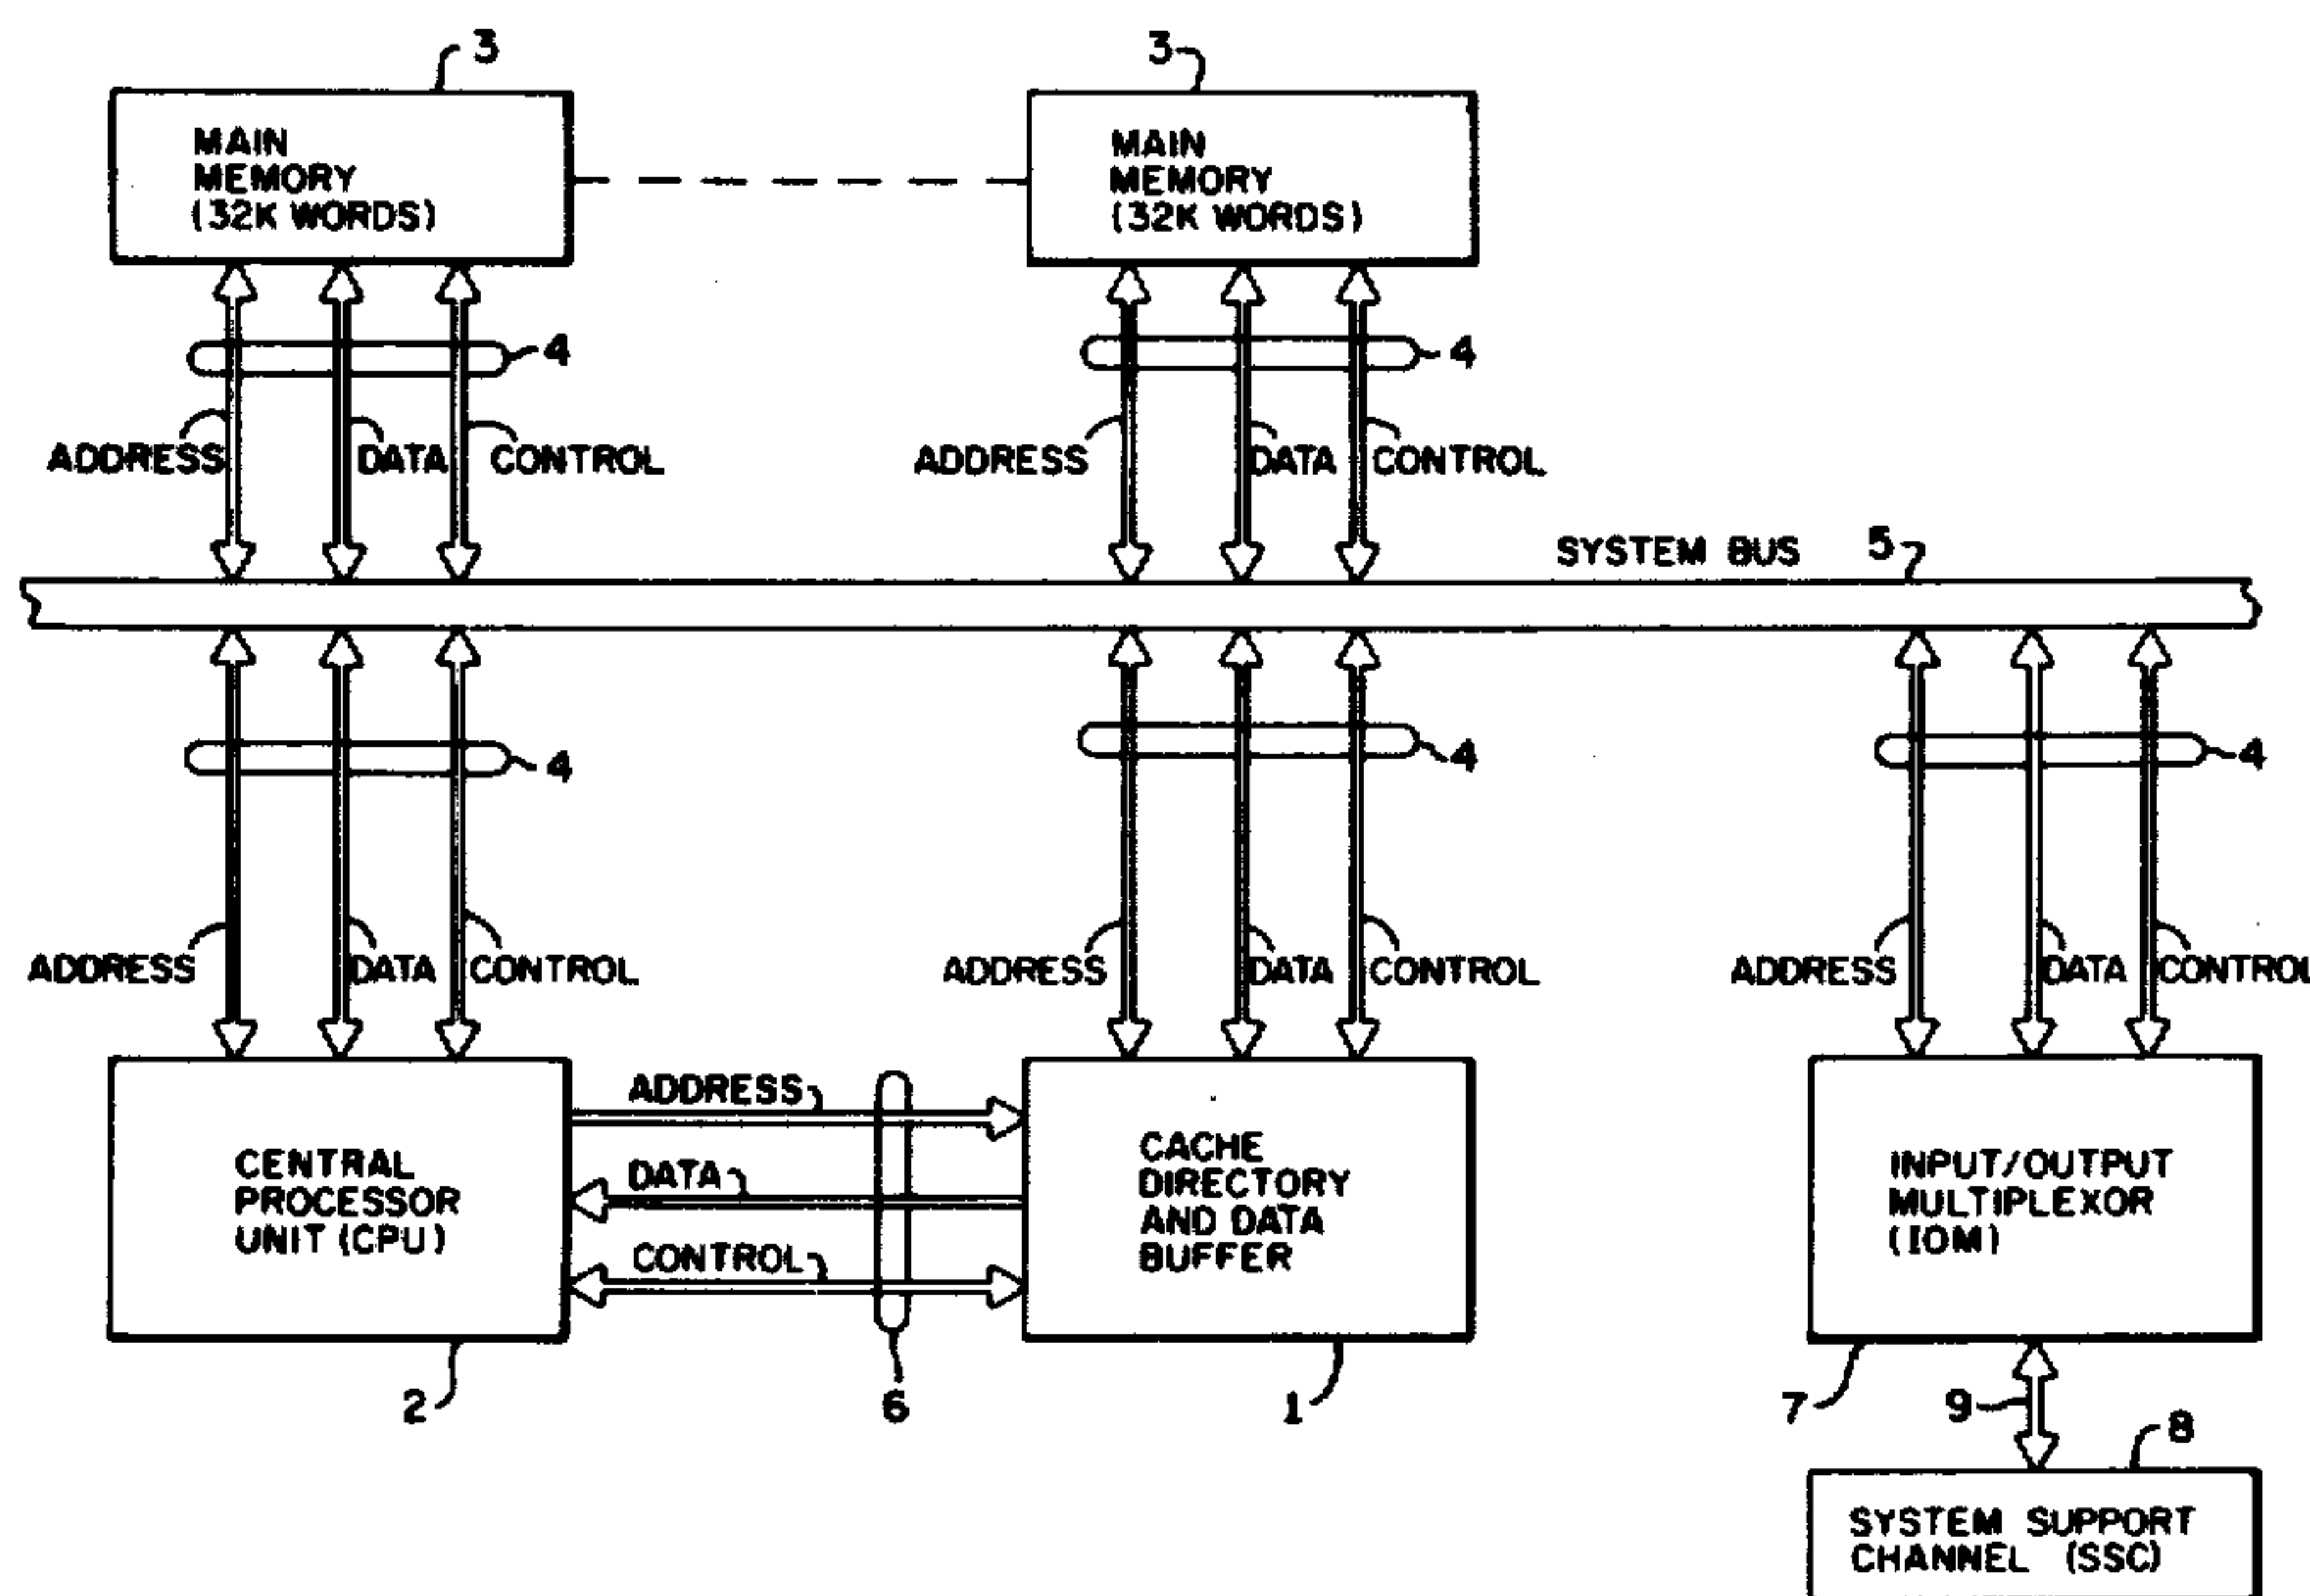 3
3
MAIN
MEMORY
(32K WORDS)
MAIN
MEMORY
(32K WORDS)
4
4
ADDRESS DATA CONTROL
ADDRESS DATA CONTROL
SYSTEM BUS 5
4
4
4
ADDRESS DATA CONTROL
ADDRESS DATA CONTROL
ADDRESS DATA CONTROL
ADDRESS
DATA
CONTROL
CENTRAL
PROCESSOR
UNIT (CPU)
CACHE
DIRECTORY
AND DATA
BUFFER
INPUT/OUTPUT
MULTIPLEXOR
(IOM)
2
6
1
7
9
8
SYSTEM SUPPORT
CHANNEL (SSC)